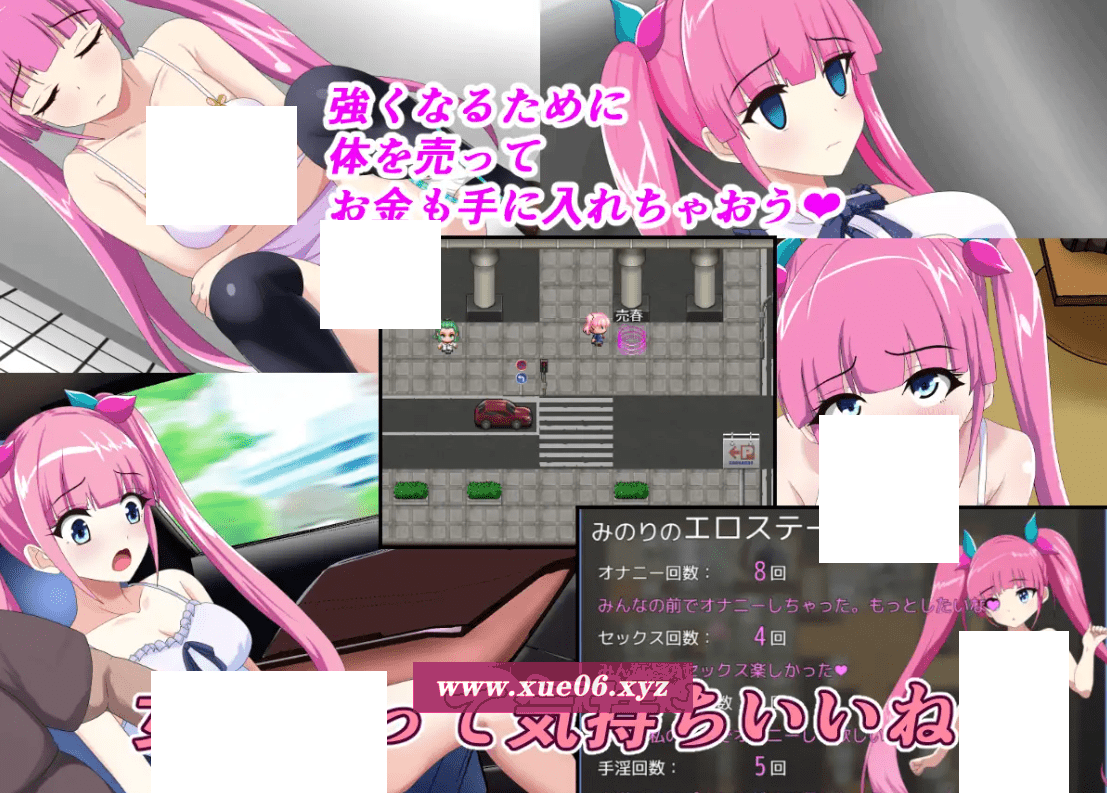 強くなるために
体を売って
お金も手に入れちゃおう❤
売春
P
みのりのエロステー
オナニー回数： 8回
みんなの前でオナニーしちゃった。もっとしたいな❤
セックス回数： 4回
セックス楽しかった❤
www.xue06.xyz
って気持ちいいね
手淫回数： 5回